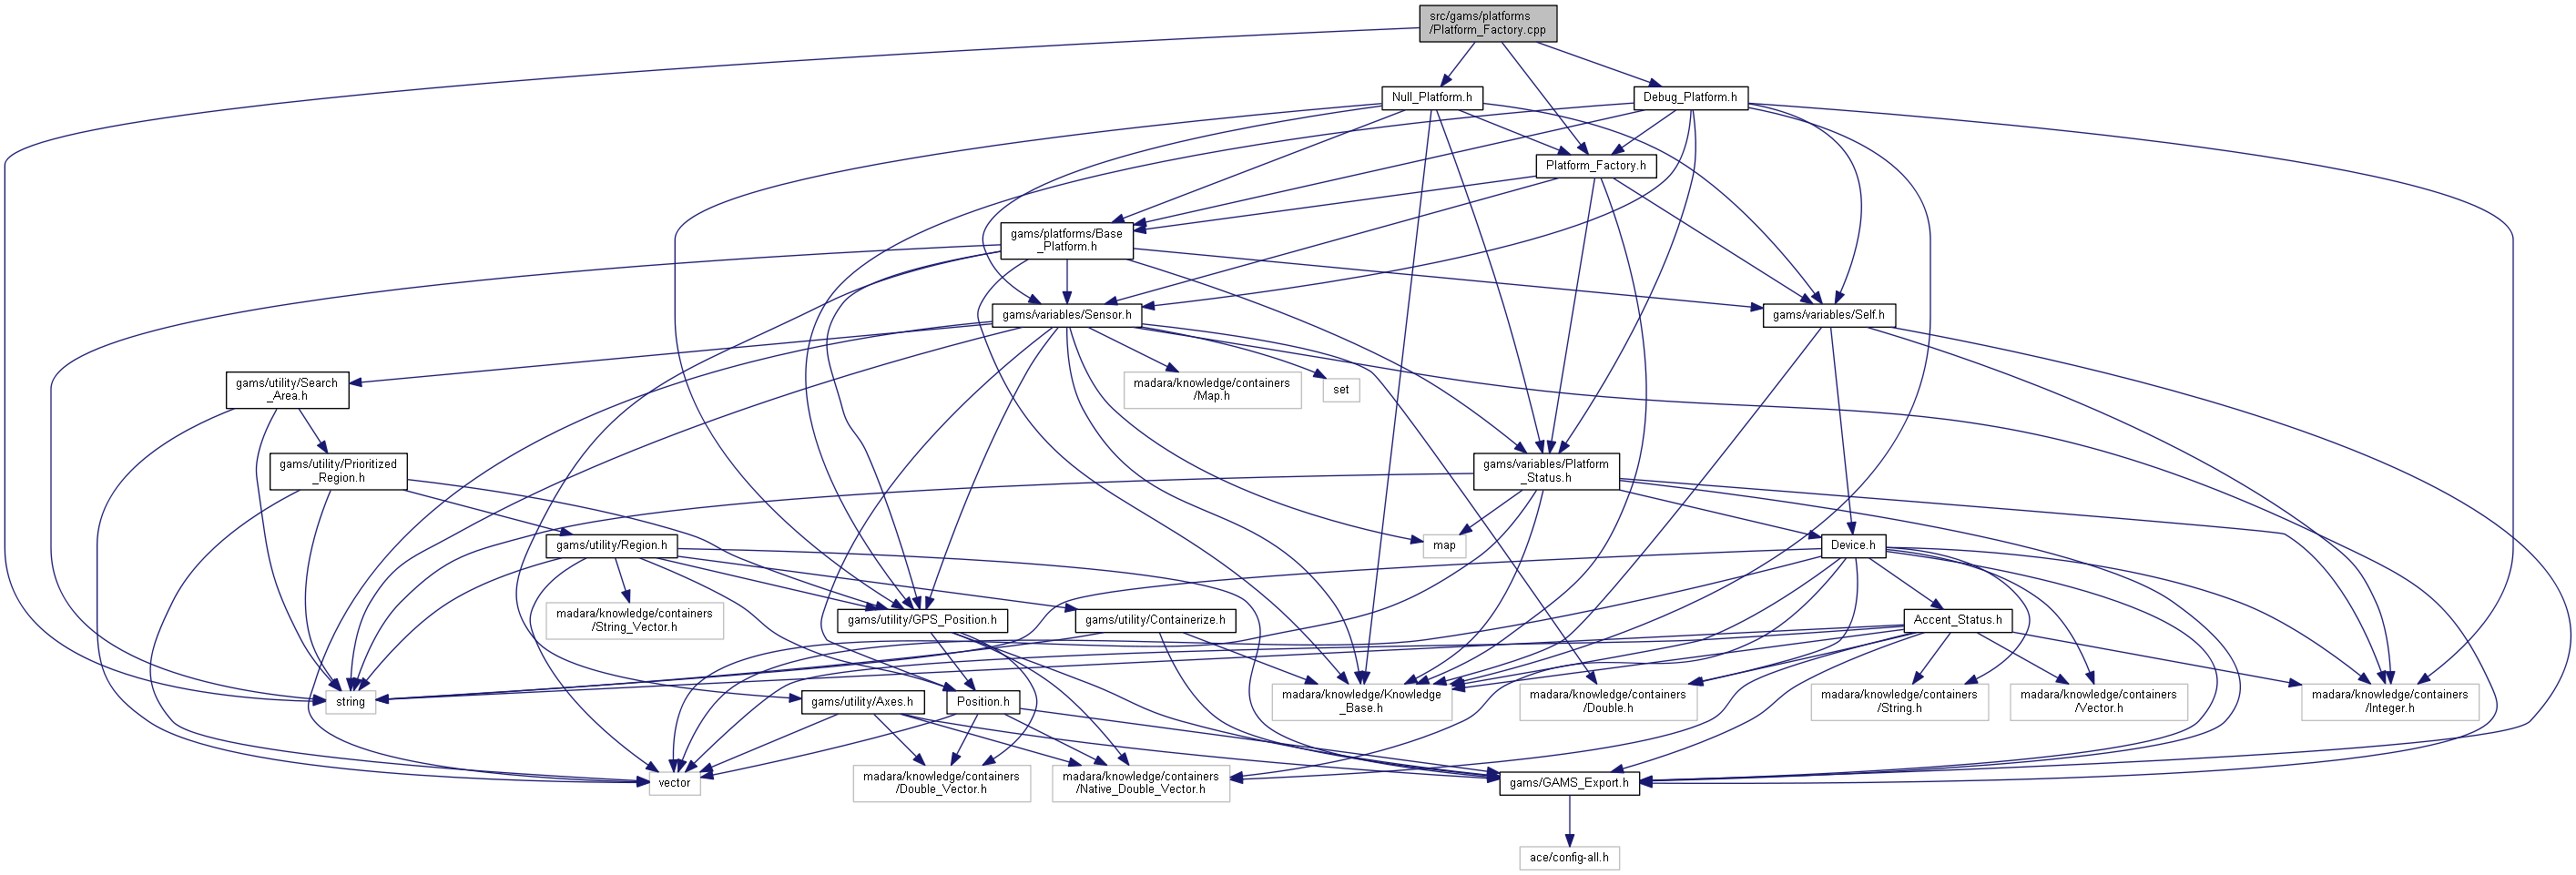 src/gams/platforms
/Platform_Factory.cpp
Null_Platform.h
Debug_Platform.h
Platform_Factory.h
gams/platforms/Base
_Platform.h
gams/variables/Sensor.h
gams/variables/Self.h
gams/utility/Search
_Area.h
madara/knowledge/containers
/Map.h
set
gams/utility/Prioritized
_Region.h
gams/variables/Platform
_Status.h
gams/utility/Region.h
map
Device.h
madara/knowledge/containers
/String_Vector.h
gams/utility/GPS_Position.h
gams/utility/Containerize.h
Accent_Status.h
string
gams/utility/Axes.h
Position.h
madara/knowledge/Knowledge
_Base.h
madara/knowledge/containers
/Double.h
madara/knowledge/containers
/String.h
madara/knowledge/containers
/Vector.h
madara/knowledge/containers
/Integer.h
vector
madara/knowledge/containers
/Double_Vector.h
madara/knowledge/containers
/Native_Double_Vector.h
gams/GAMS_Export.h
ace/config-all.h